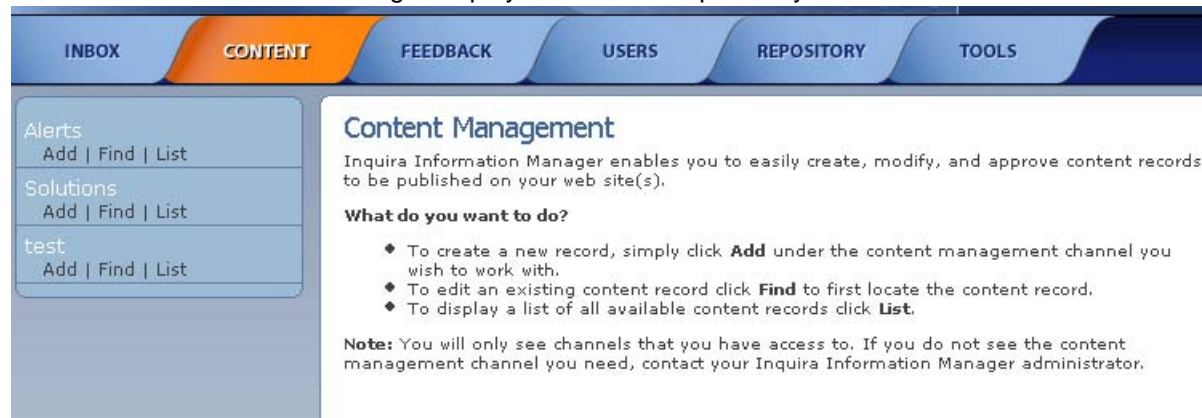 INBOX CONTENT FEEDBACK USERS REPOSITORY TOOLS
Alerts
Add | Find | List
Solutions
Add | Find | List
test
Add | Find | List
Content Management
Inquira Information Manager enables you to easily create, modify, and approve content records
to be published on your web site(s).
What do you want to do?
• To create a new record, simply click Add under the content management channel you
wish to work with.
• To edit an existing content record click Find to first locate the content record.
• To display a list of all available content records click List.
Note: You will only see channels that you have access to. If you do not see the content
management channel you need, contact your Inquira Information Manager administrator.